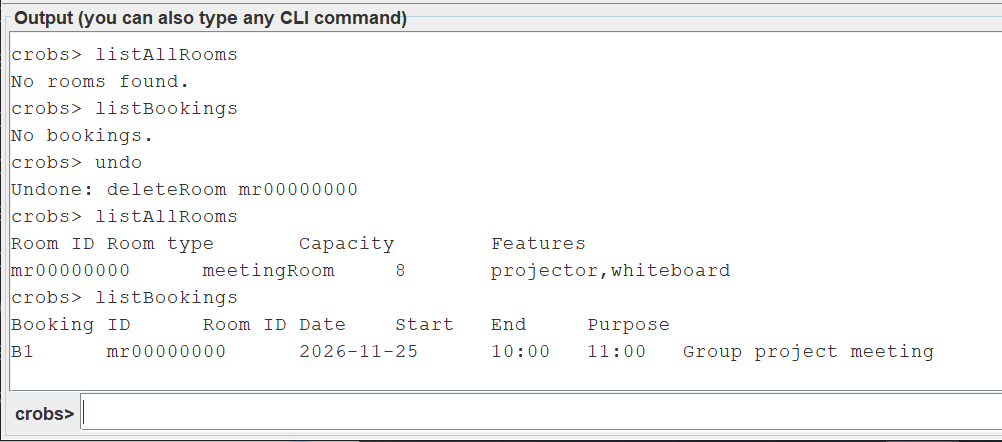 Output (you can also type any CLI command)
crobs> listAllRooms
No rooms found.
crobs> listBookings
No bookings.
crobs> undo
Undone: deleteRoom mr00000000
crobs> listAllRooms
Room ID Room type Capacity Features
mr00000000 meetingRoom 8 projector,whiteboard
crobs> listBookings
Booking ID Room ID Date Start End Purpose
B1 mr00000000 2026-11-25 10:00 11:00 Group project meeting
crobs>